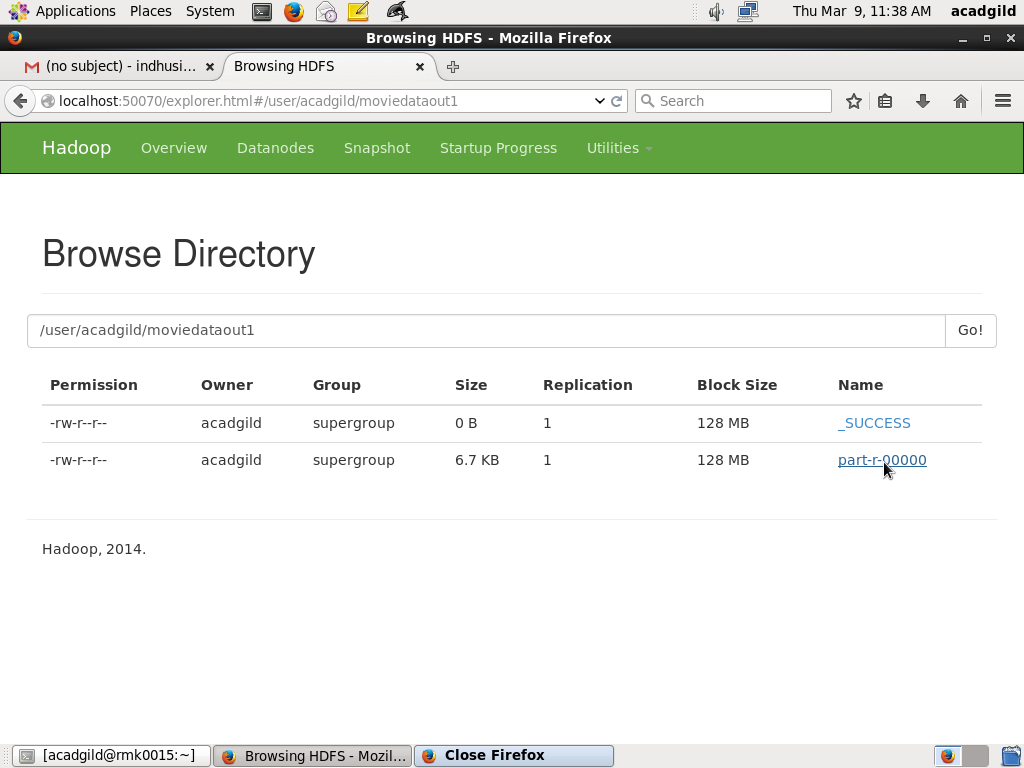 Applications Places System Thu Mar 9, 11:38 AM acadgild
Browsing HDFS - Mozilla Firefox
(no subject) - indhusi... Browsing HDFS
localhost:50070/explorer.html#/user/acadgild/moviedataout1 Search
Hadoop Overview Datanodes Snapshot Startup Progress Utilities
Browse Directory
/user/acadgild/moviedataout1 Go!
Permission Owner Group Size Replication Block Size Name
-rw-r--r-- acadgild supergroup 0 B 1 128 MB _SUCCESS
-rw-r--r-- acadgild supergroup 6.7 KB 1 128 MB part-r-00000
Hadoop, 2014.
[acadgild@rmk0015:~] Browsing HDFS - Mozil... Close Firefox